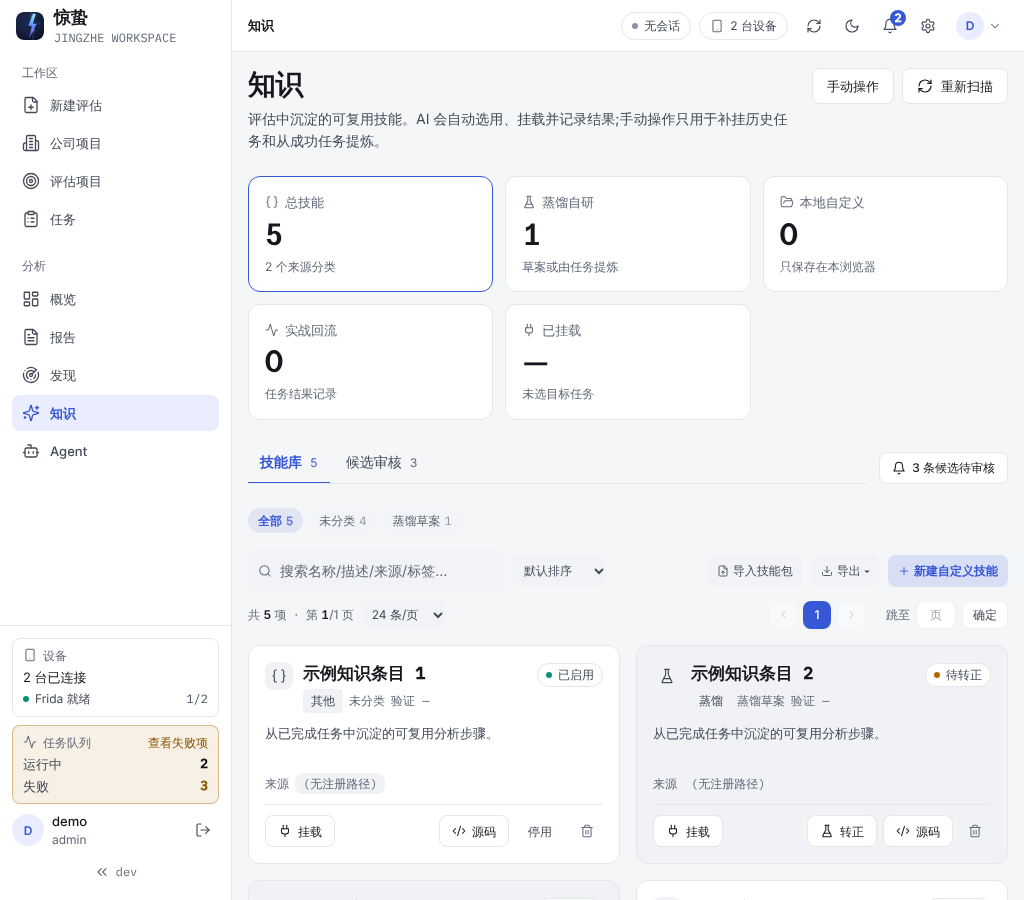 惊蛰
JINGZHE WORKSPACE
工作区
新建评估
公司项目
评估项目
任务
分析
概览
报告
发现
知识
Agent
设备
2 台已连接
Frida 就绪 1/2
任务队列 查看失败项
运行中 2
失败 3
D
demo
admin
dev
知识
无会话
2 台设备
2
D
知识
手动操作
重新扫描
评估中沉淀的可复用技能。AI 会自动选用、挂载并记录结果;手动操作只用于补挂历史任
务和从成功任务提炼。
总技能
5
2 个来源分类
蒸馏自研
1
草案或由任务提炼
本地自定义
0
只保存在本浏览器
实战回流
0
任务结果记录
已挂载
—
未选目标任务
技能库 5
候选审核 3
3 条候选待审核
全部 5
未分类 4
蒸馏草案 1
搜索名称/描述/来源/标签...
默认排序
导入技能包
导出
新建自定义技能
共 5 项 · 第 1/1 页
24 条/页
1
跳至
页
确定
示例知识条目 1
已启用
其他 未分类 验证 —
从已完成任务中沉淀的可复用分析步骤。
来源 (无注册路径)
挂载
源码
停用
示例知识条目 2
待转正
蒸馏 蒸馏草案 验证 —
从已完成任务中沉淀的可复用分析步骤。
来源 (无注册路径)
挂载
转正
源码